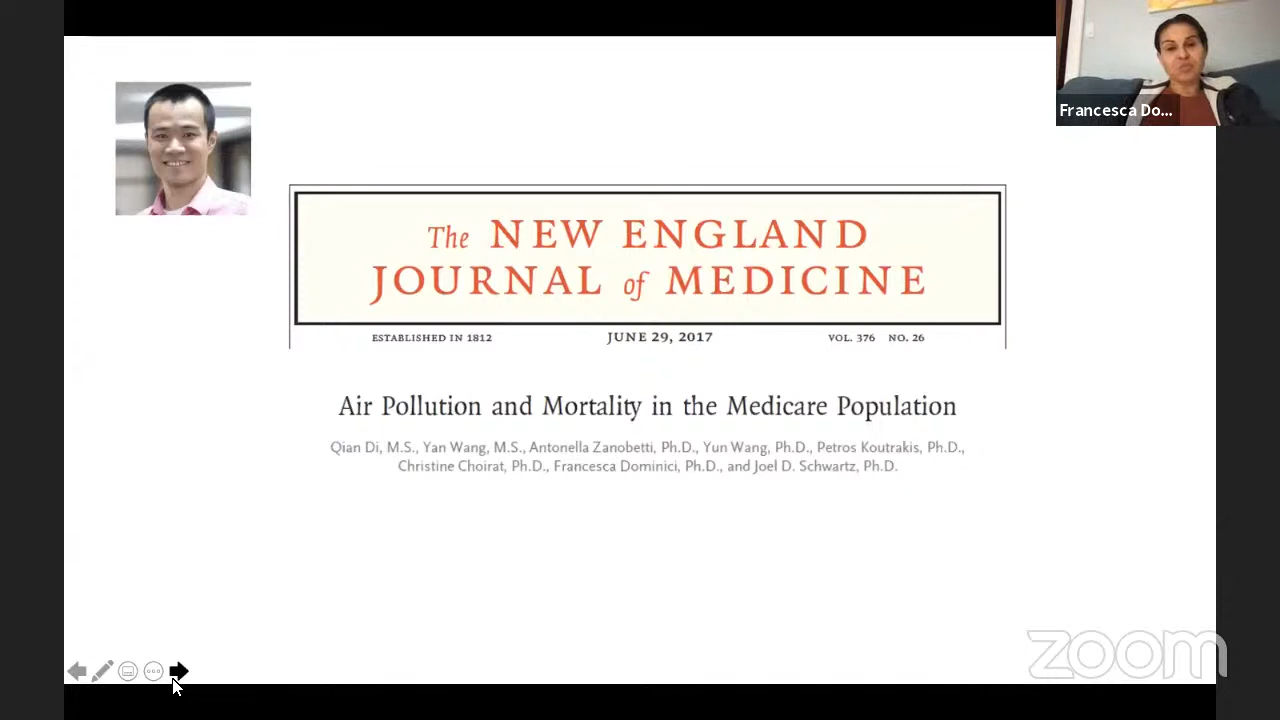 Francesca Do...
The NEW ENGLAND
JOURNAL of MEDICINE
ESTABLISHED IN 1812 JUNE 29, 2017 VOL. 376 NO. 26
Air Pollution and Mortality in the Medicare Population
Qian Di, M.S., Yan Wang, M.S., Antonella Zanobetti, Ph.D., Yun Wang, Ph.D., Petros Koutrakis, Ph.D.,
Christine Choirat, Ph.D., Francesca Dominici, Ph.D., and Joel D. Schwartz, Ph.D.
zoom